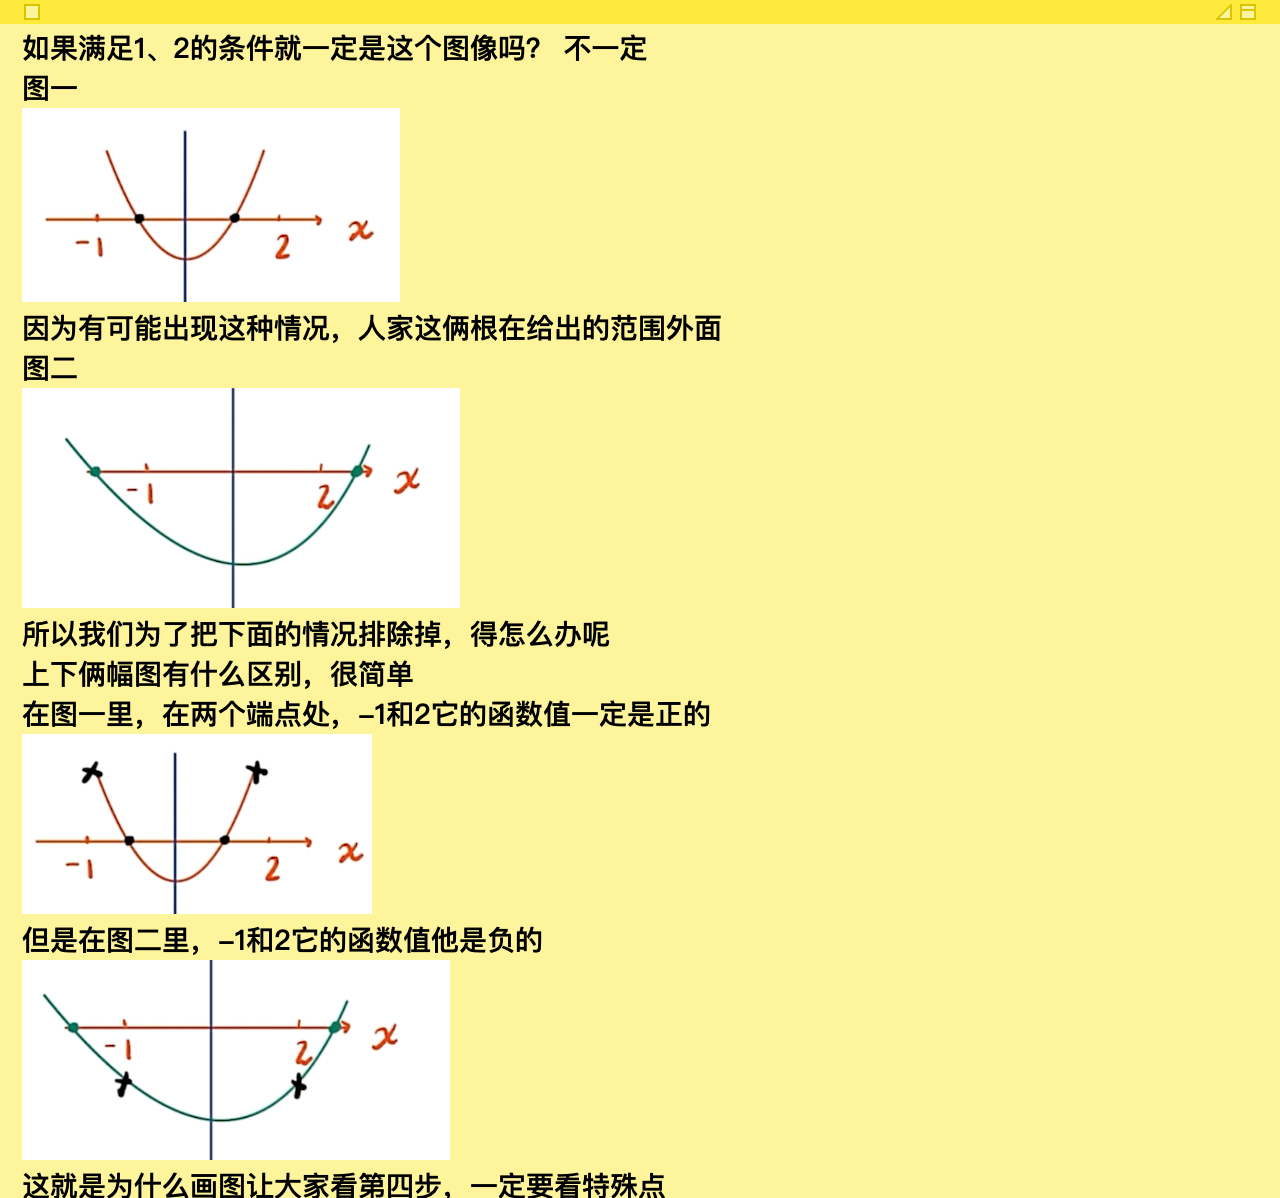 如果满足1、2的条件就一定是这个图像吗？ 不一定
图一
-1 2 x
因为有可能出现这种情况，人家这俩根在给出的范围外面
图二
-1 2 x
所以我们为了把下面的情况排除掉，得怎么办呢
上下俩幅图有什么区别，很简单
在图一里，在两个端点处，-1和2它的函数值一定是正的
-1 2 x
但是在图二里，-1和2它的函数值他是负的
-1 2 x
这就是为什么画图让大家看第四步，一定要看特殊点